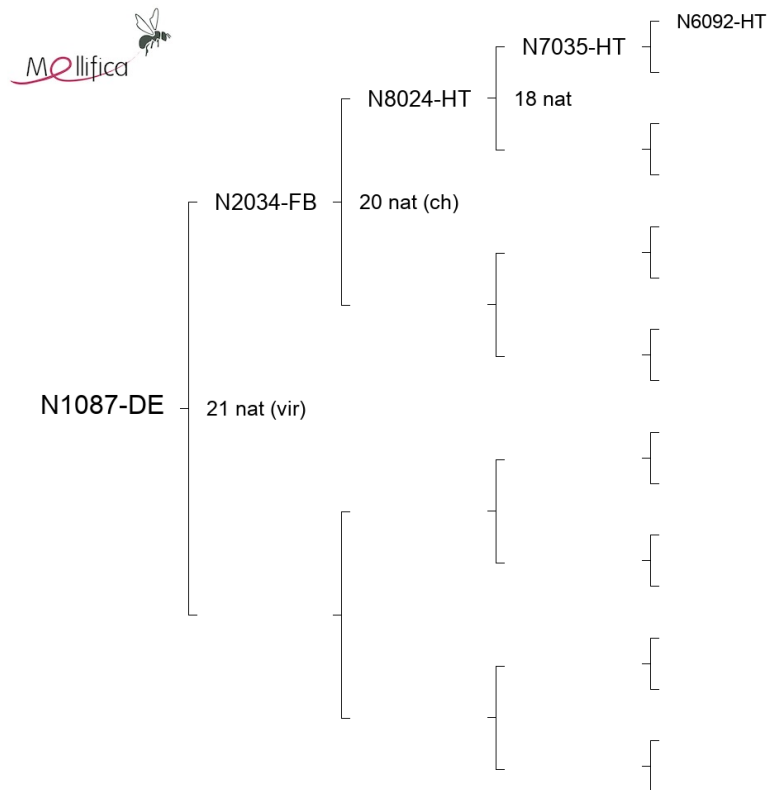 Mellifica
N6092-HT
N7035-HT
N8024-HT
18 nat
N2034-FB
20 nat (ch)
N1087-DE
21 nat (vir)